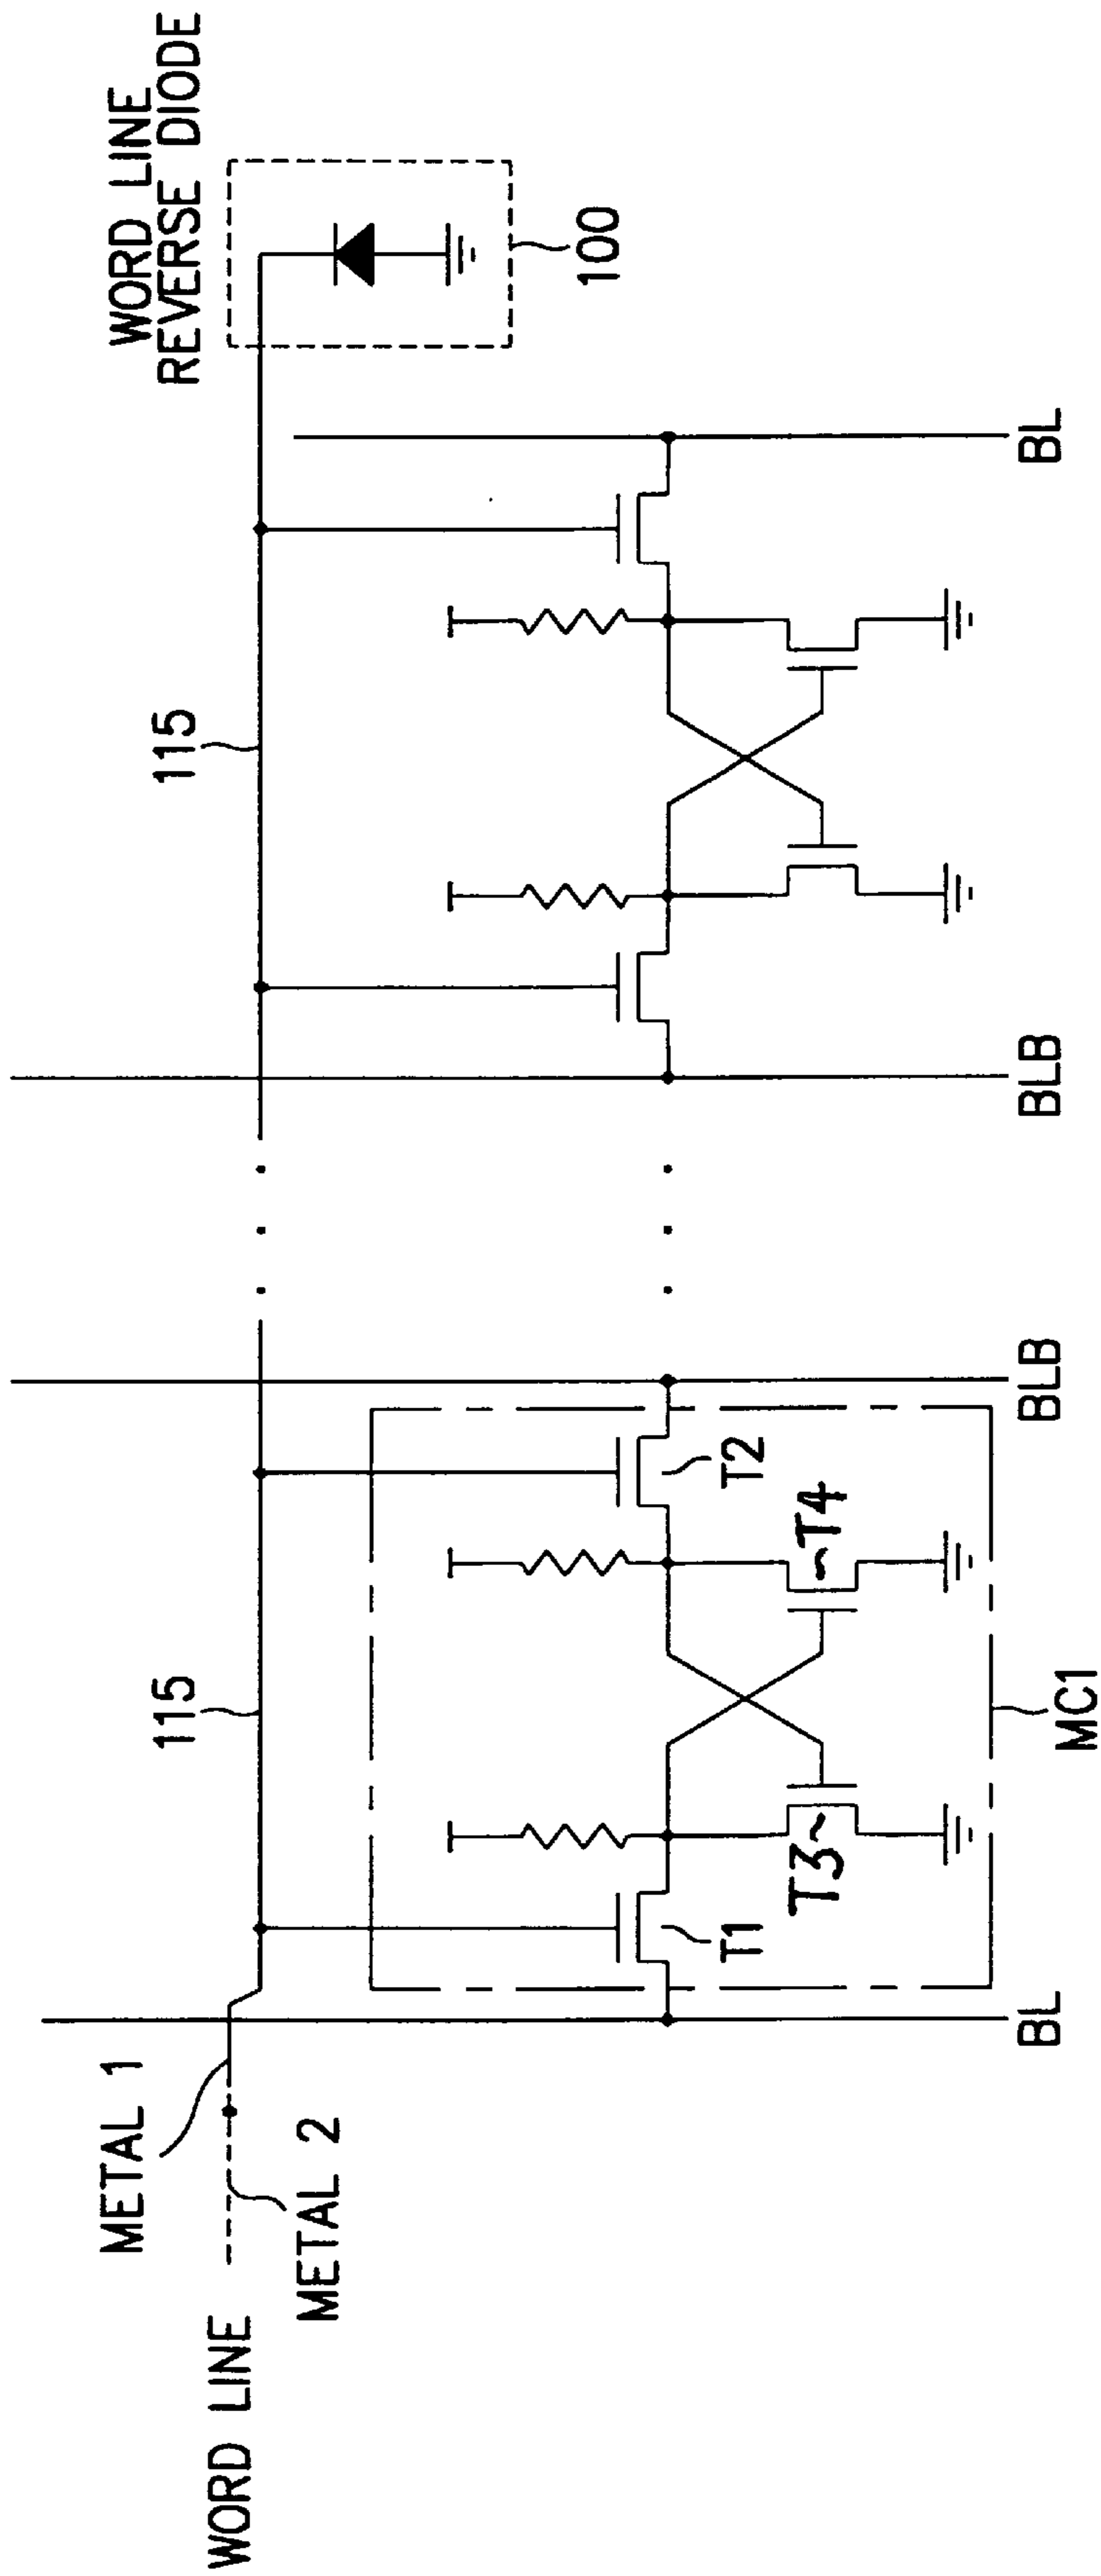 WORD LINE
METAL 1
METAL 2
115
115
WORD LINE
REVERSE DIODE
100
T1
T2
T3
T4
MC1
BL
BLB
BLB
BL